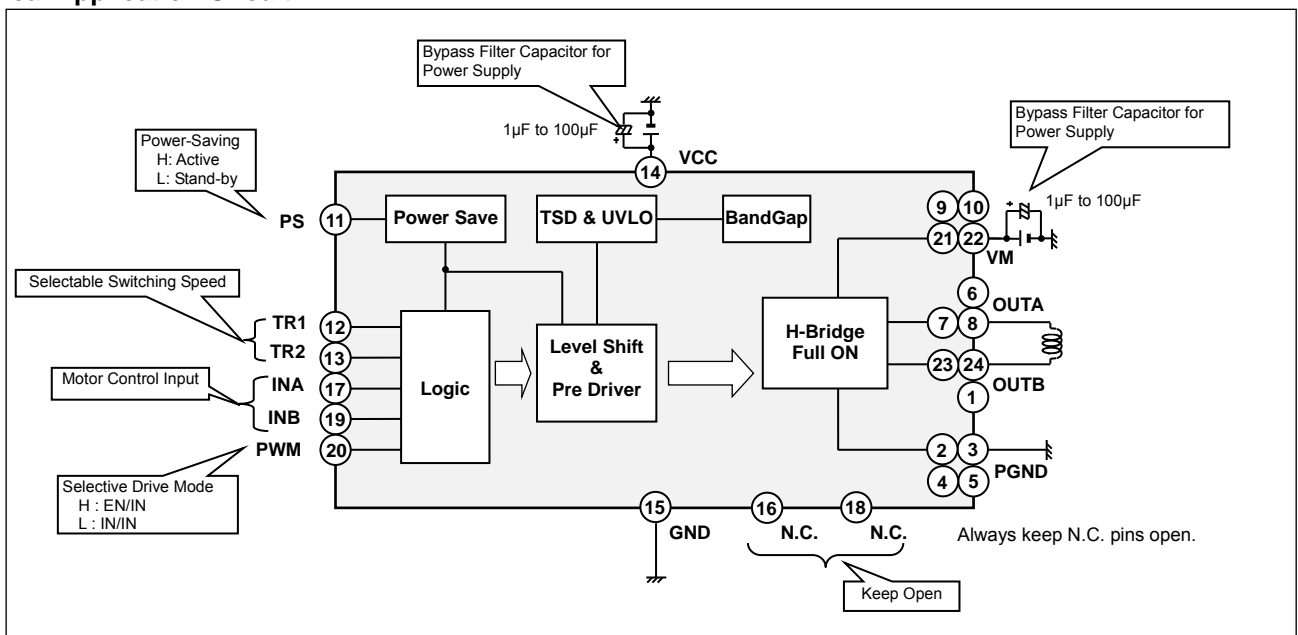 Bypass Filter Capacitor for
Power Supply
1µF to 100µF
+
VCC
14
Bypass Filter Capacitor for
Power Supply
+
1µF to 100µF
Power-Saving
H: Active
L: Stand-by
PS
11
Power Save
TSD & UVLO
BandGap
9
10
21
22
VM
Selectable Switching Speed
TR1
12
TR2
13
Motor Control Input
INA
17
INB
19
PWM
20
Selective Drive Mode
H : EN/IN
L : IN/IN
Logic
Level Shift
&
Pre Driver
H-Bridge
Full ON
6
OUTA
7
8
23
24
OUTB
1
2
3
PGND
4
5
15
GND
16
N.C.
18
N.C.
Always keep N.C. pins open.
Keep Open